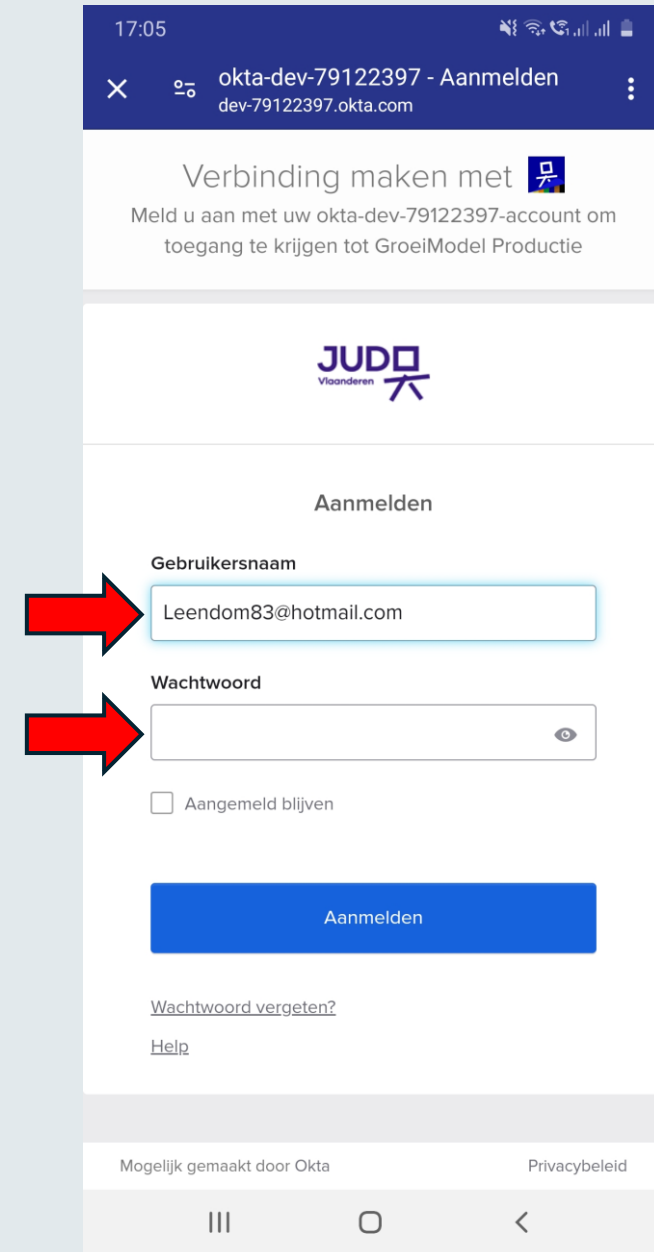 17:05
okta-dev-79122397 - Aanmelden
dev-79122397.okta.com
Verbinding maken met
Meld u aan met uw okta-dev-79122397-account om
toegang te krijgen tot GroeiModel Productie
JUDO
Vlaanderen
Aanmelden
Gebruikersnaam
Leendom83@hotmail.com
Wachtwoord
Aangemeld blijven
Aanmelden
Wachtwoord vergeten?
Help
Mogelijk gemaakt door Okta
Privacybeleid